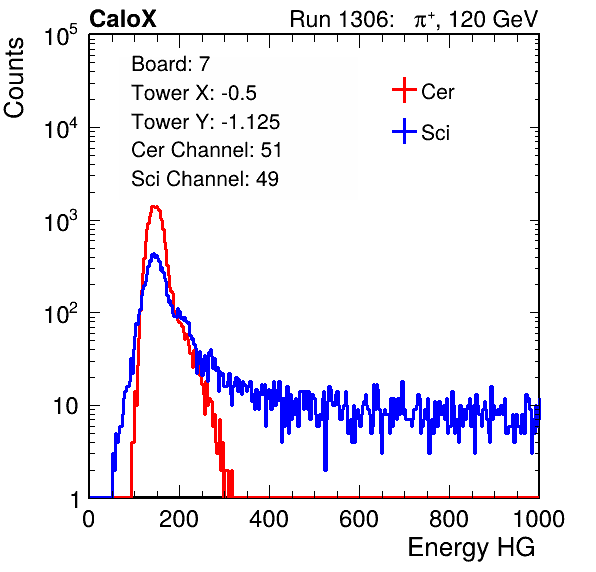 CaloX Run 1306: π⁺, 120 GeV
Counts
10⁵
10⁴
10³
10²
10
1
Board: 7
Tower X: -0.5
Tower Y: -1.125
Cer Channel: 51
Sci Channel: 49
Cer
Sci
0 200 400 600 800 1000
Energy HG